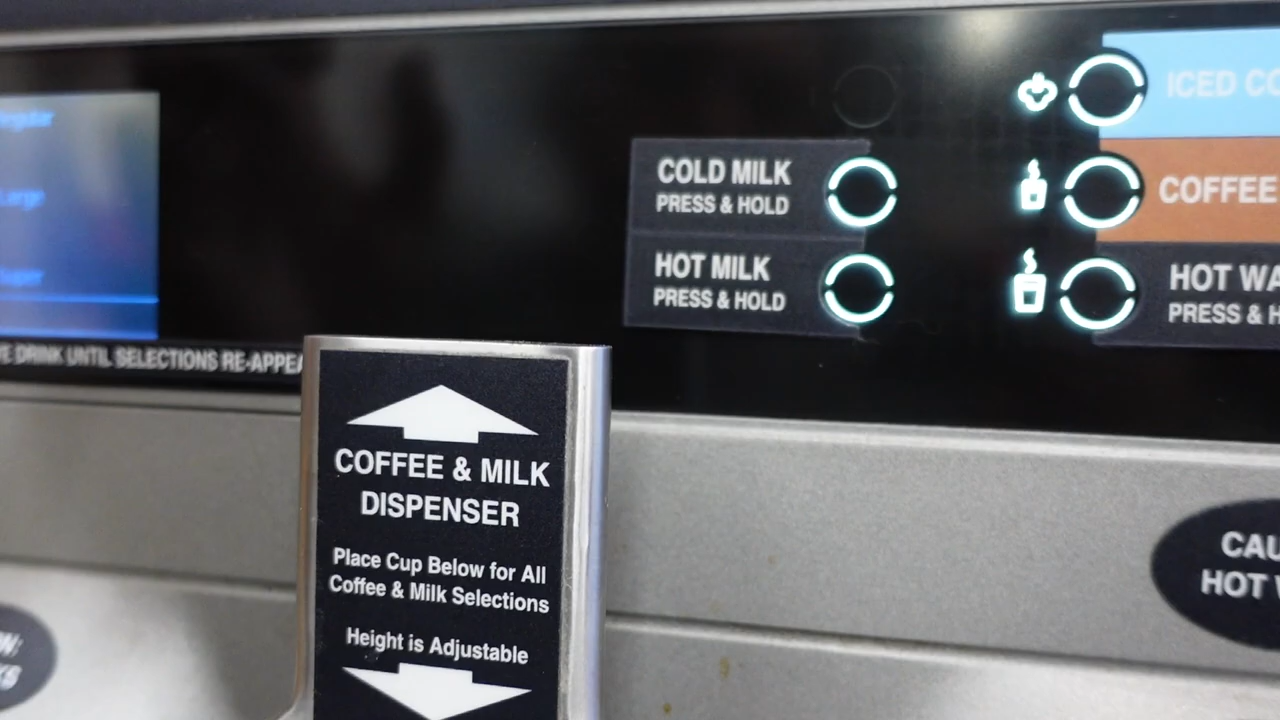 Large
Super
DRINK UNTIL SELECTIONS RE-APPEA
COLD MILK
PRESS & HOLD
HOT MILK
PRESS & HOLD
ICED CO
COFFEE
HOT WA
PRESS & H
COFFEE & MILK
DISPENSER
Place Cup Below for All
Coffee & Milk Selections
Height is Adjustable
CAU
HOT W